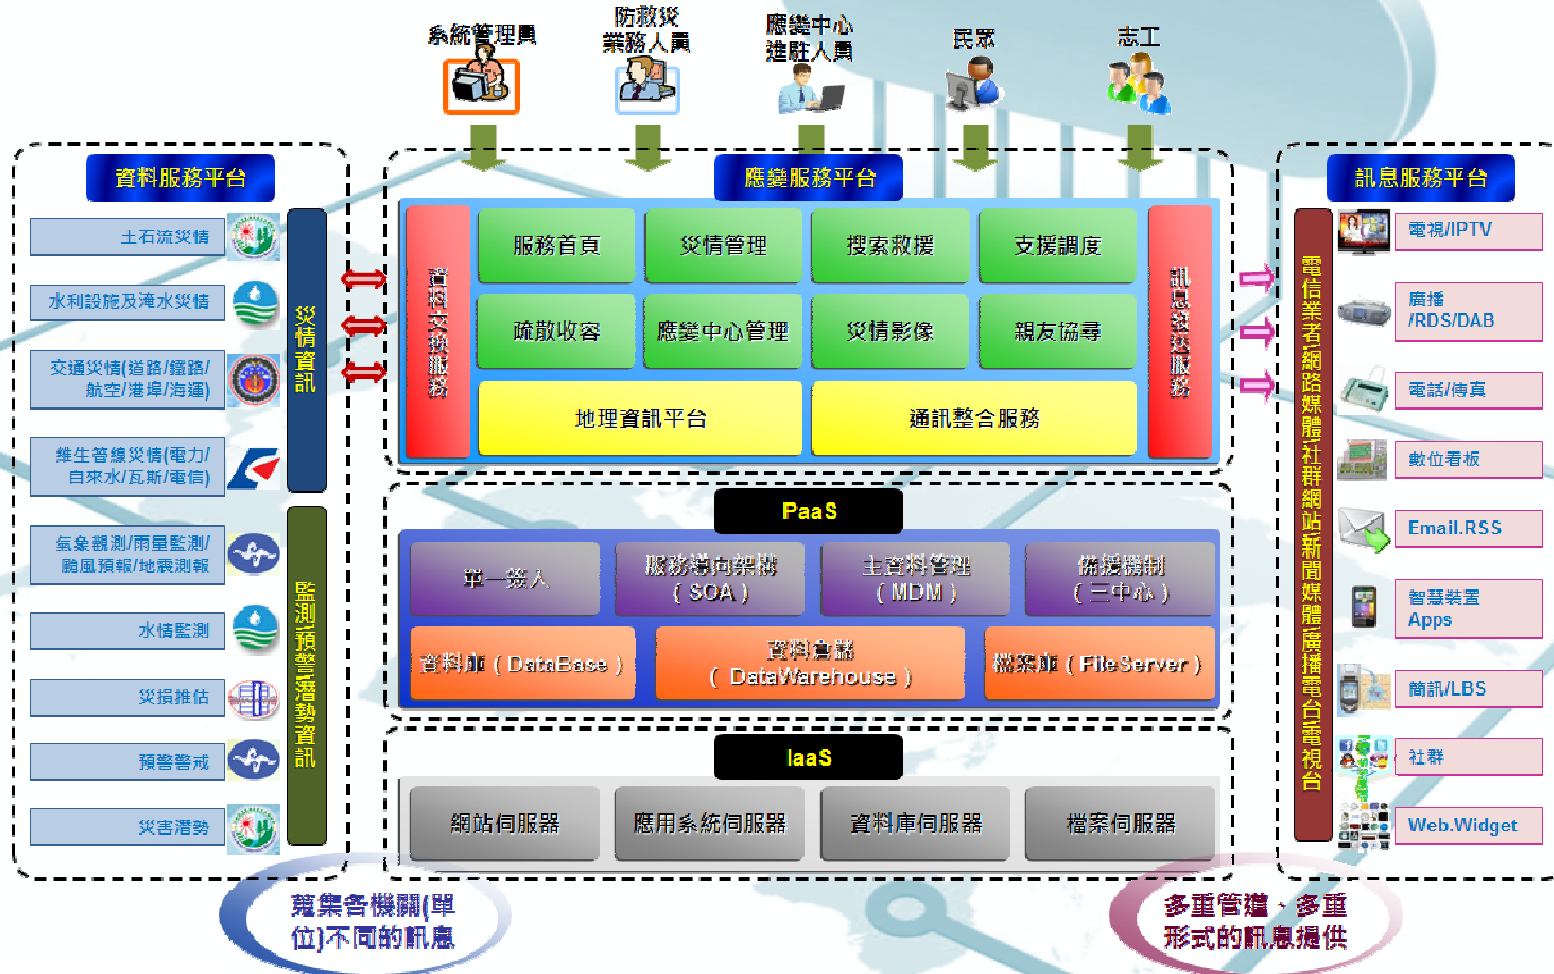 系統管理員
防救災
業務人員
應變中心
進駐人員
民眾
志工
資料服務平台
土石流災情
水利設施及淹水災情
交通災情(道路/鐵路/
航空/港埠/海運)
維生管線災情(電力/
自來水/瓦斯/電信)
氣象觀測/雨量監測/
颱風預報/地震測報
水情監測
災損推估
預警警戒
災害潛勢
災情資訊
監測/預警/潛勢資訊
應變服務平台
資料交換服務
服務首頁
災情管理
搜索救援
支援調度
疏散收容
應變中心管理
災情影像
親友協尋
地理資訊平台
通訊整合服務
訊息發送服務
PaaS
單一簽入
服務導向架構
（SOA）
主資料管理
（MDM）
備援機制
（三中心）
資料庫（DataBase）
資料倉儲
（ DataWarehouse）
檔案庫（FileServer）
IaaS
網站伺服器
應用系統伺服器
資料庫伺服器
檔案伺服器
訊息服務平台
電信業者/網路媒體/社群網站/新聞媒體/廣播電台/電視台
電視/IPTV
廣播
/RDS/DAB
電話/傳真
數位看板
Email.RSS
智慧裝置
Apps
簡訊/LBS
社群
Web.Widget
蒐集各機關(單
位)不同的訊息
多重管道、多重
形式的訊息提供